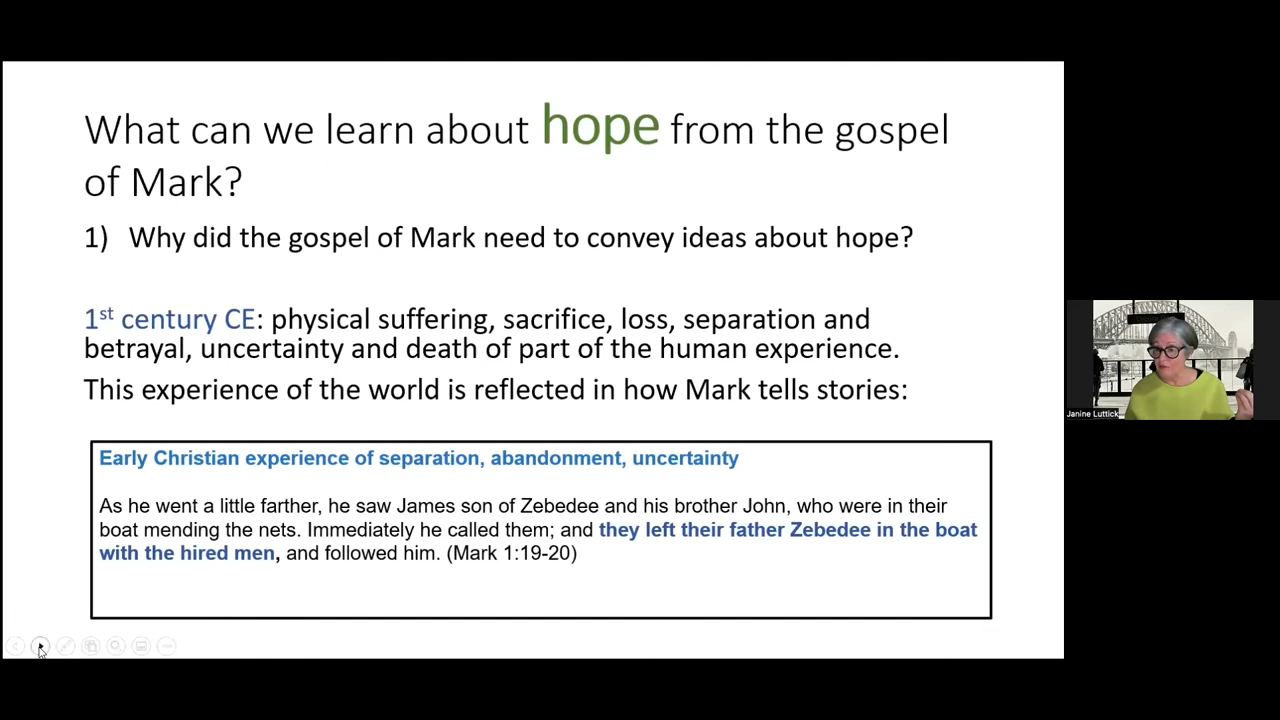 What can we learn about hope from the gospel
of Mark?
1) Why did the gospel of Mark need to convey ideas about hope?
1st century CE: physical suffering, sacrifice, loss, separation and
betrayal, uncertainty and death of part of the human experience.
This experience of the world is reflected in how Mark tells stories:
Early Christian experience of separation, abandonment, uncertainty
As he went a little farther, he saw James son of Zebedee and his brother John, who were in their
boat mending the nets. Immediately he called them; and they left their father Zebedee in the boat
with the hired men, and followed him. (Mark 1:19-20)
Janine Luttick